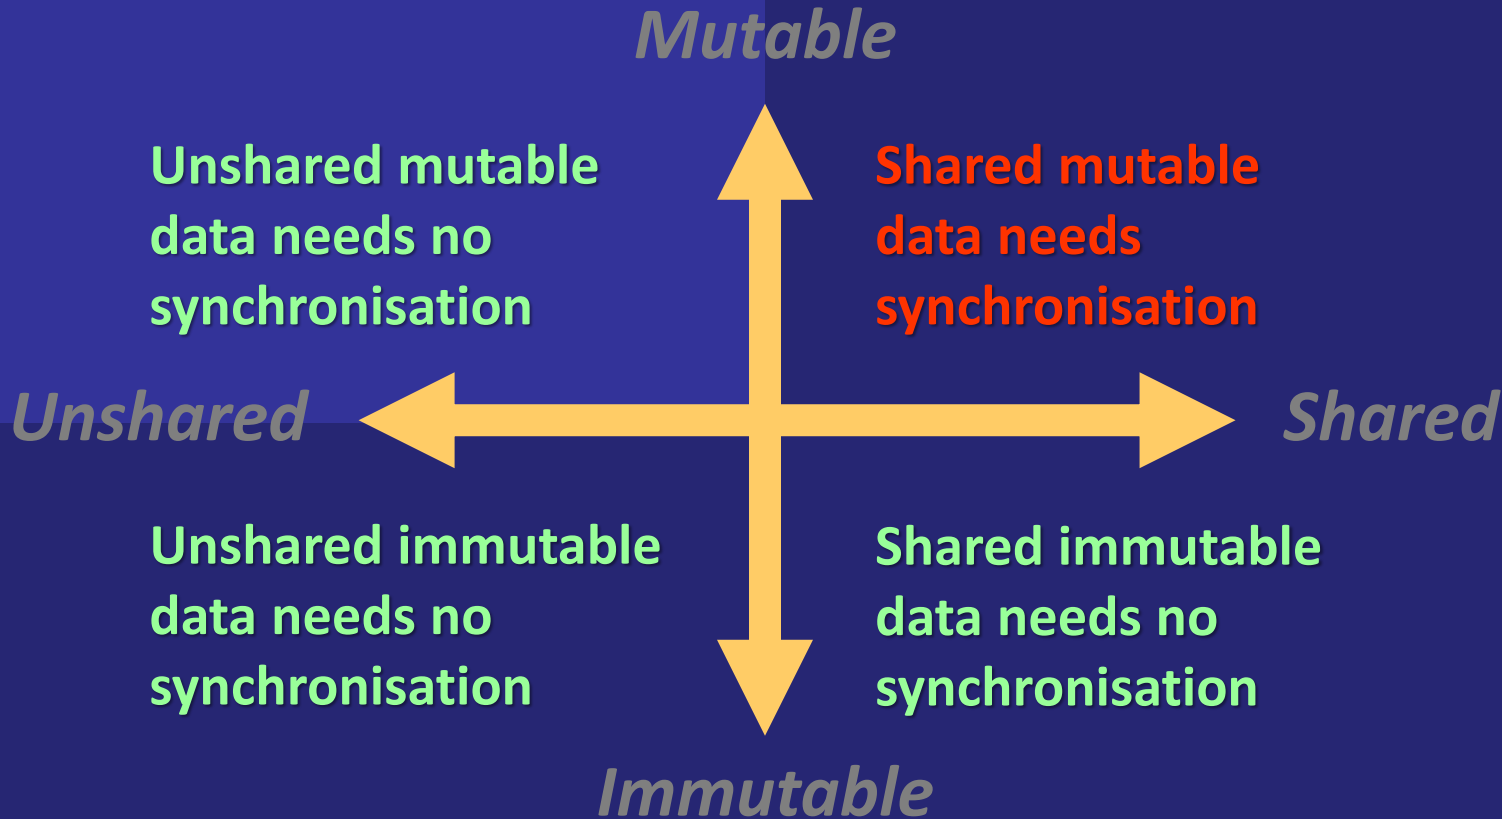 Mutable
Unshared mutable
data needs no
synchronisation
Shared mutable
data needs
synchronisation
Unshared
Shared
Unshared immutable
data needs no
synchronisation
Shared immutable
data needs no
synchronisation
Immutable